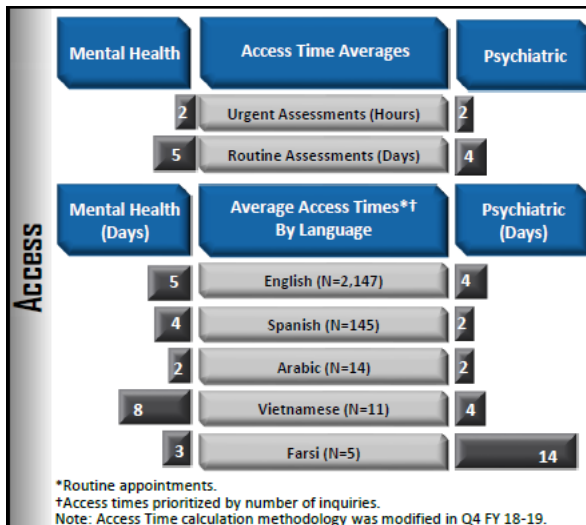 Access
Mental Health Access Time Averages Psychiatric
2 Urgent Assessments (Hours) 2
5 Routine Assessments (Days) 4
Mental Health Average Access Times*† Psychiatric
(Days) By Language (Days)
5 English (N=2,147) 4
4 Spanish (N=145) 2
2 Arabic (N=14) 2
8 Vietnamese (N=11) 4
3 Farsi (N=5) 14
*Routine appointments.
†Access times prioritized by number of inquiries.
Note: Access Time calculation methodology was modified in Q4 FY 18-19.